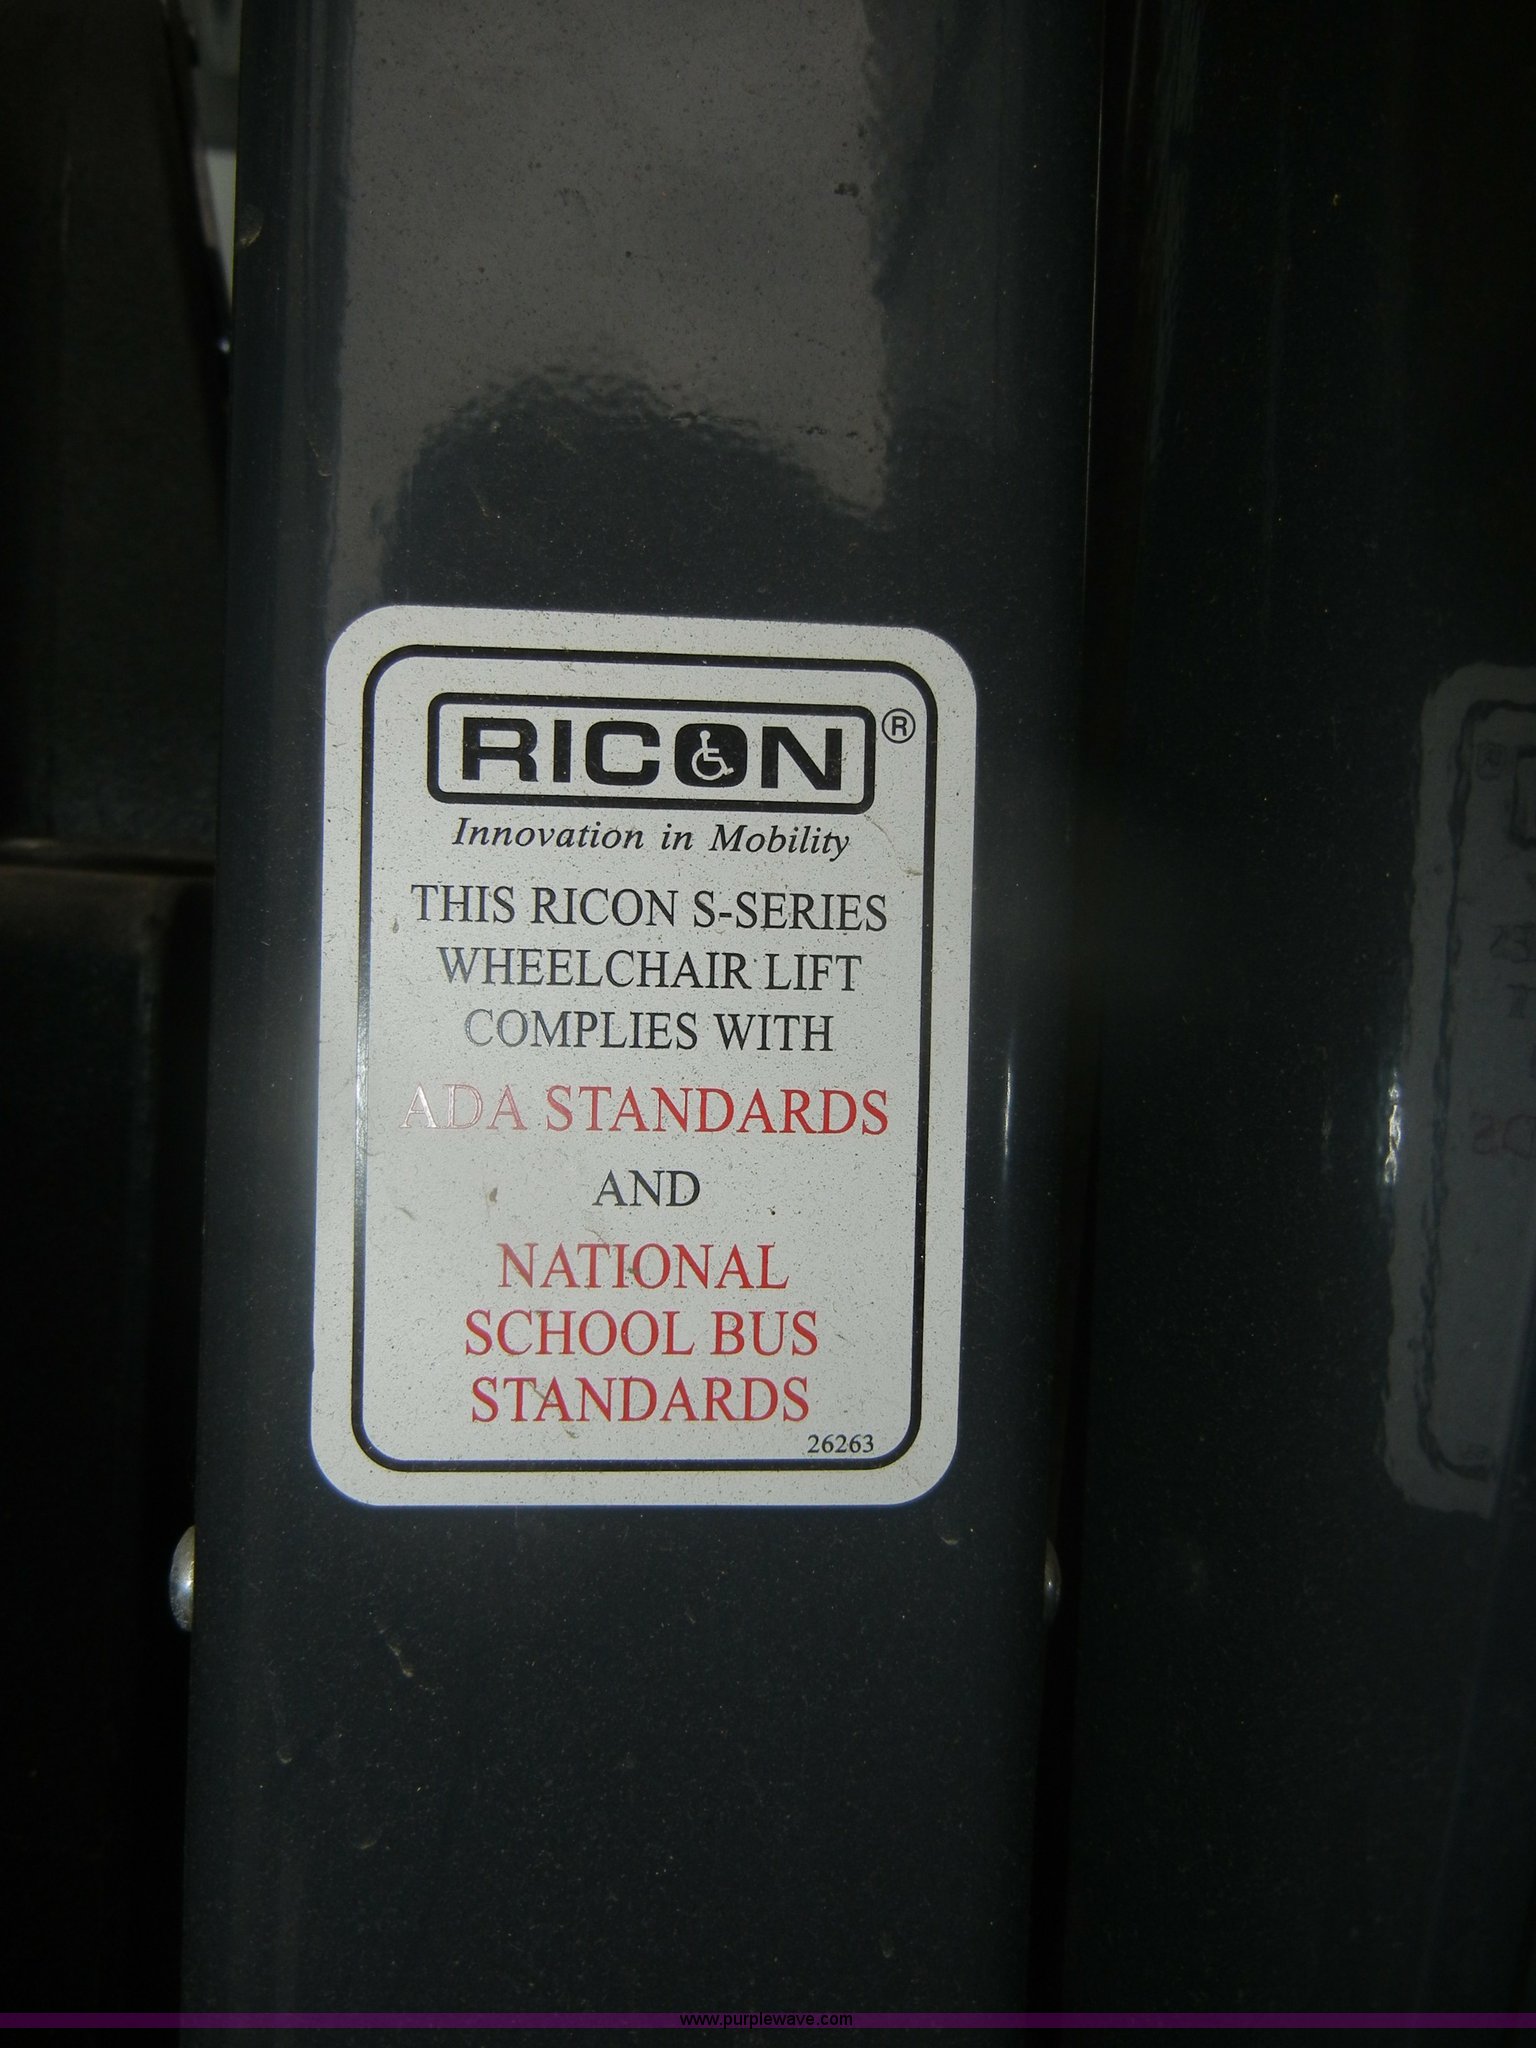 RICON®
Innovation in Mobility
THIS RICON S-SERIES
WHEELCHAIR LIFT
COMPLIES WITH
ADA STANDARDS
AND
NATIONAL
SCHOOL BUS
STANDARDS
26263
www.purplewave.com